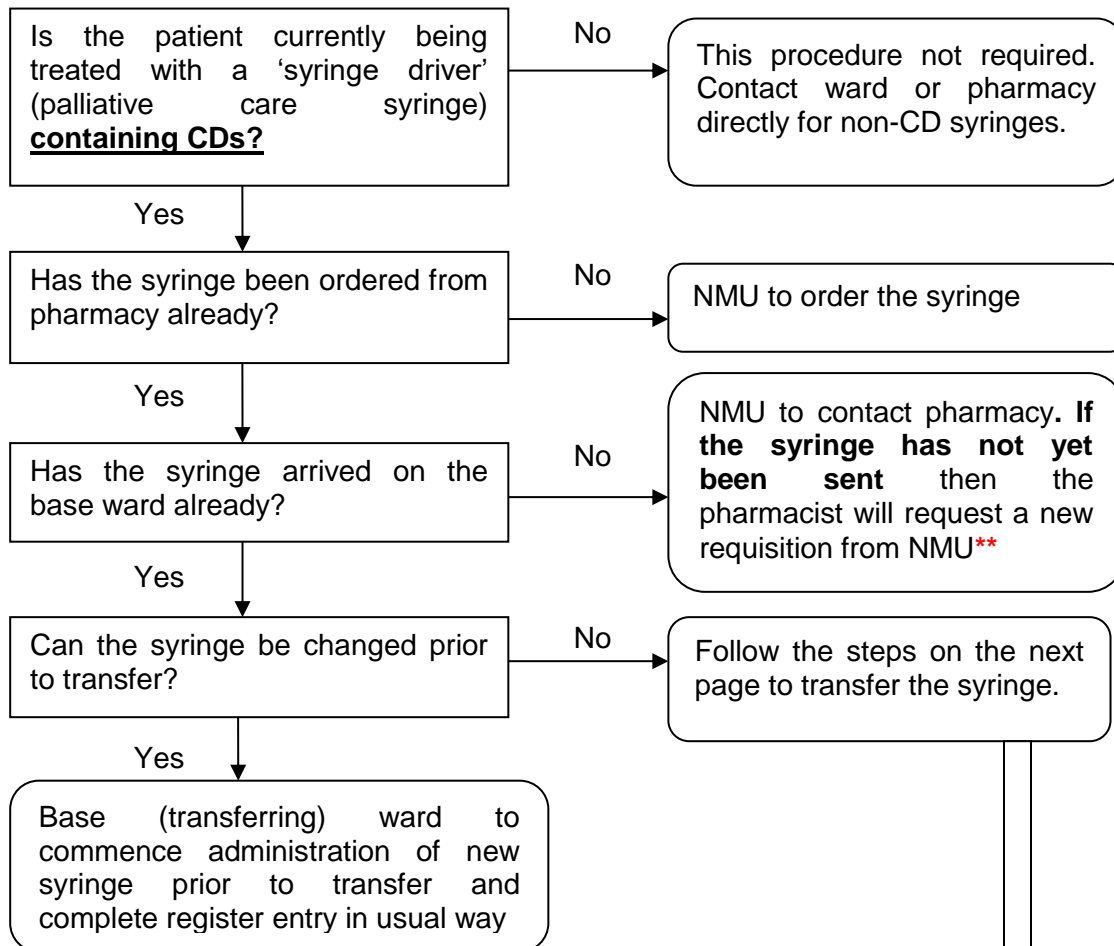 Is the patient currently being
treated with a ‘syringe driver’
(palliative care syringe)
containing CDs?
No
This procedure not required.
Contact ward or pharmacy
directly for non-CD syringes.
Yes
Has the syringe been ordered from
pharmacy already?
No
NMU to order the syringe
Yes
Has the syringe arrived on the
base ward already?
No
NMU to contact pharmacy. If
the syringe has not yet
been sent then the
pharmacist will request a new
requisition from NMU**
Yes
Can the syringe be changed prior
to transfer?
No
Follow the steps on the next
page to transfer the syringe.
Yes
Base (transferring) ward to
commence administration of new
syringe prior to transfer and
complete register entry in usual way